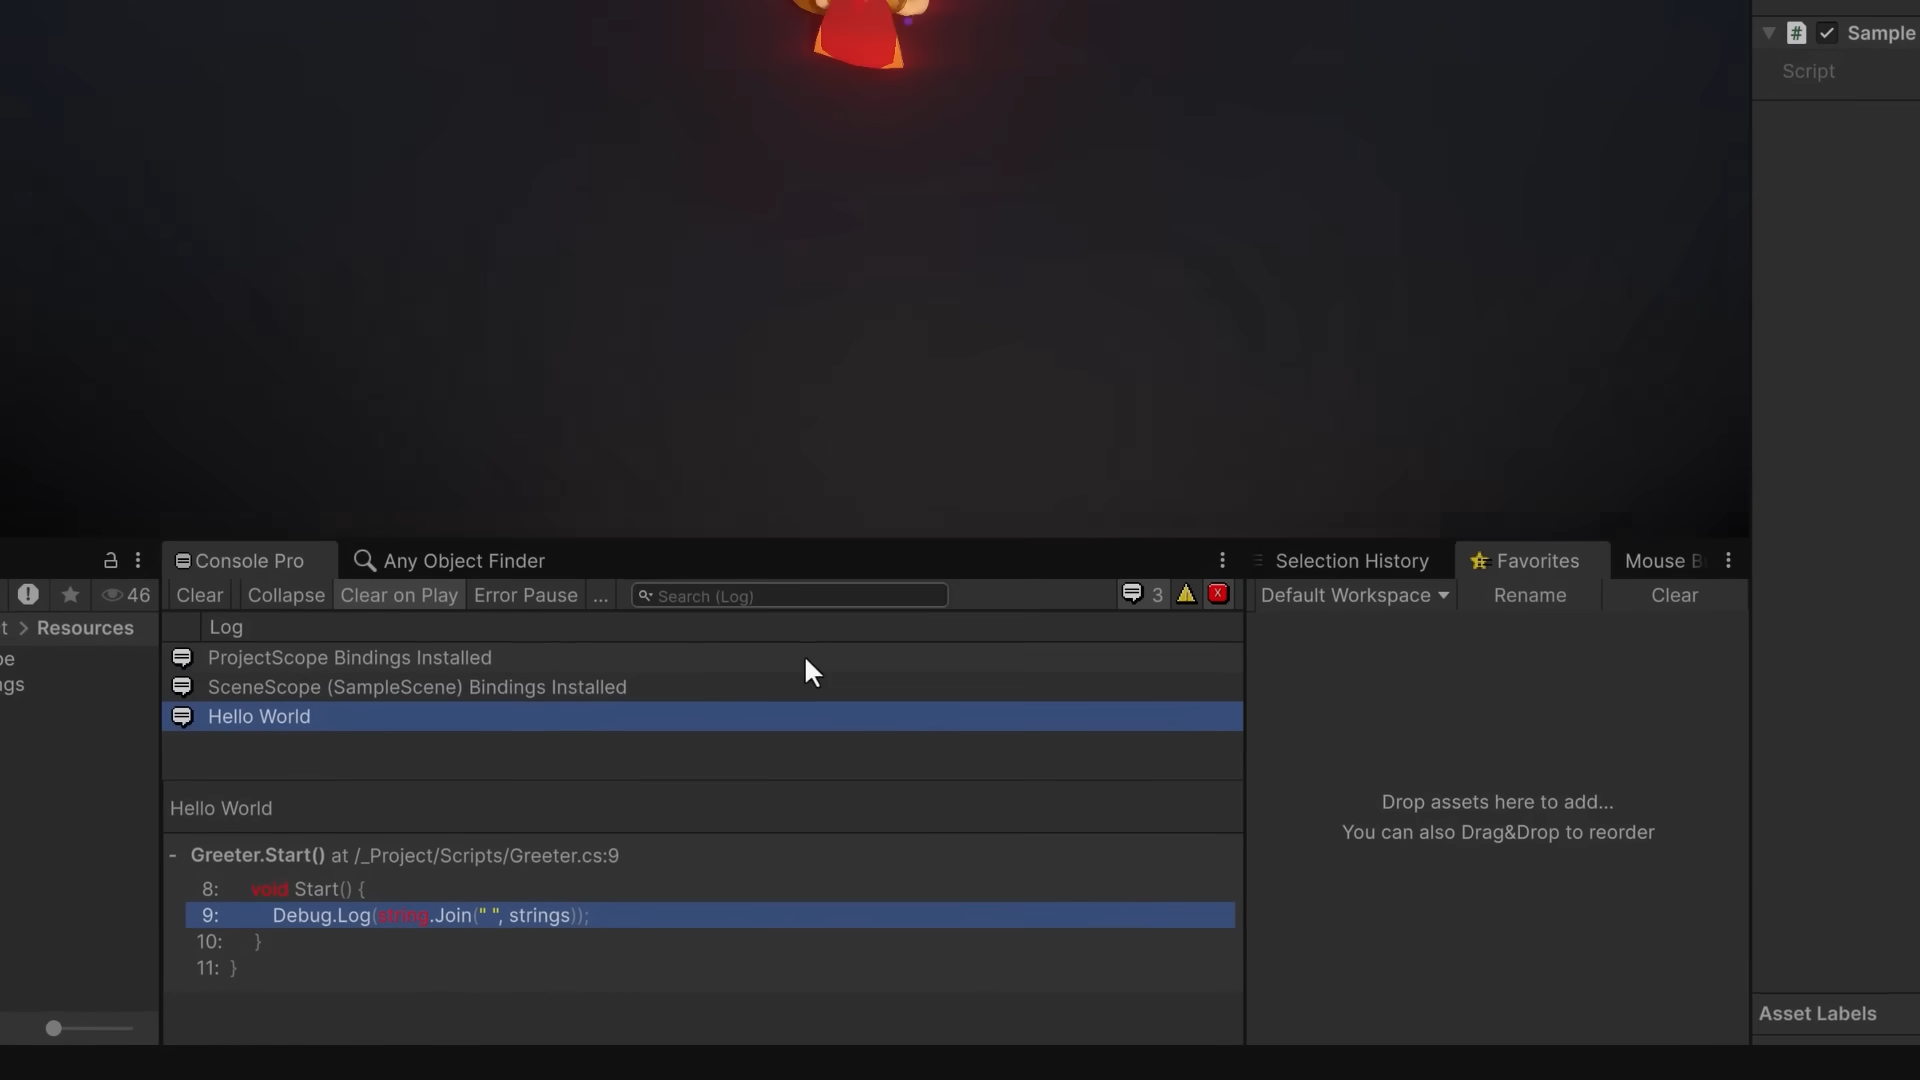 Sample
Script
Console Pro
Any Object Finder
Selection History
Favorites
Mouse B
46
Clear
Collapse
Clear on Play
Error Pause
...
Search (Log)
3
Default Workspace
Rename
Clear
t > Resources
Log
pe
ProjectScope Bindings Installed
ngs
SceneScope (SampleScene) Bindings Installed
Hello World
Hello World
Drop assets here to add...
You can also Drag&Drop to reorder
- Greeter.Start() at /_Project/Scripts/Greeter.cs:9
8: void Start() {
9: Debug.Log(string.Join(" ", strings));
10: }
11: }
Asset Labels